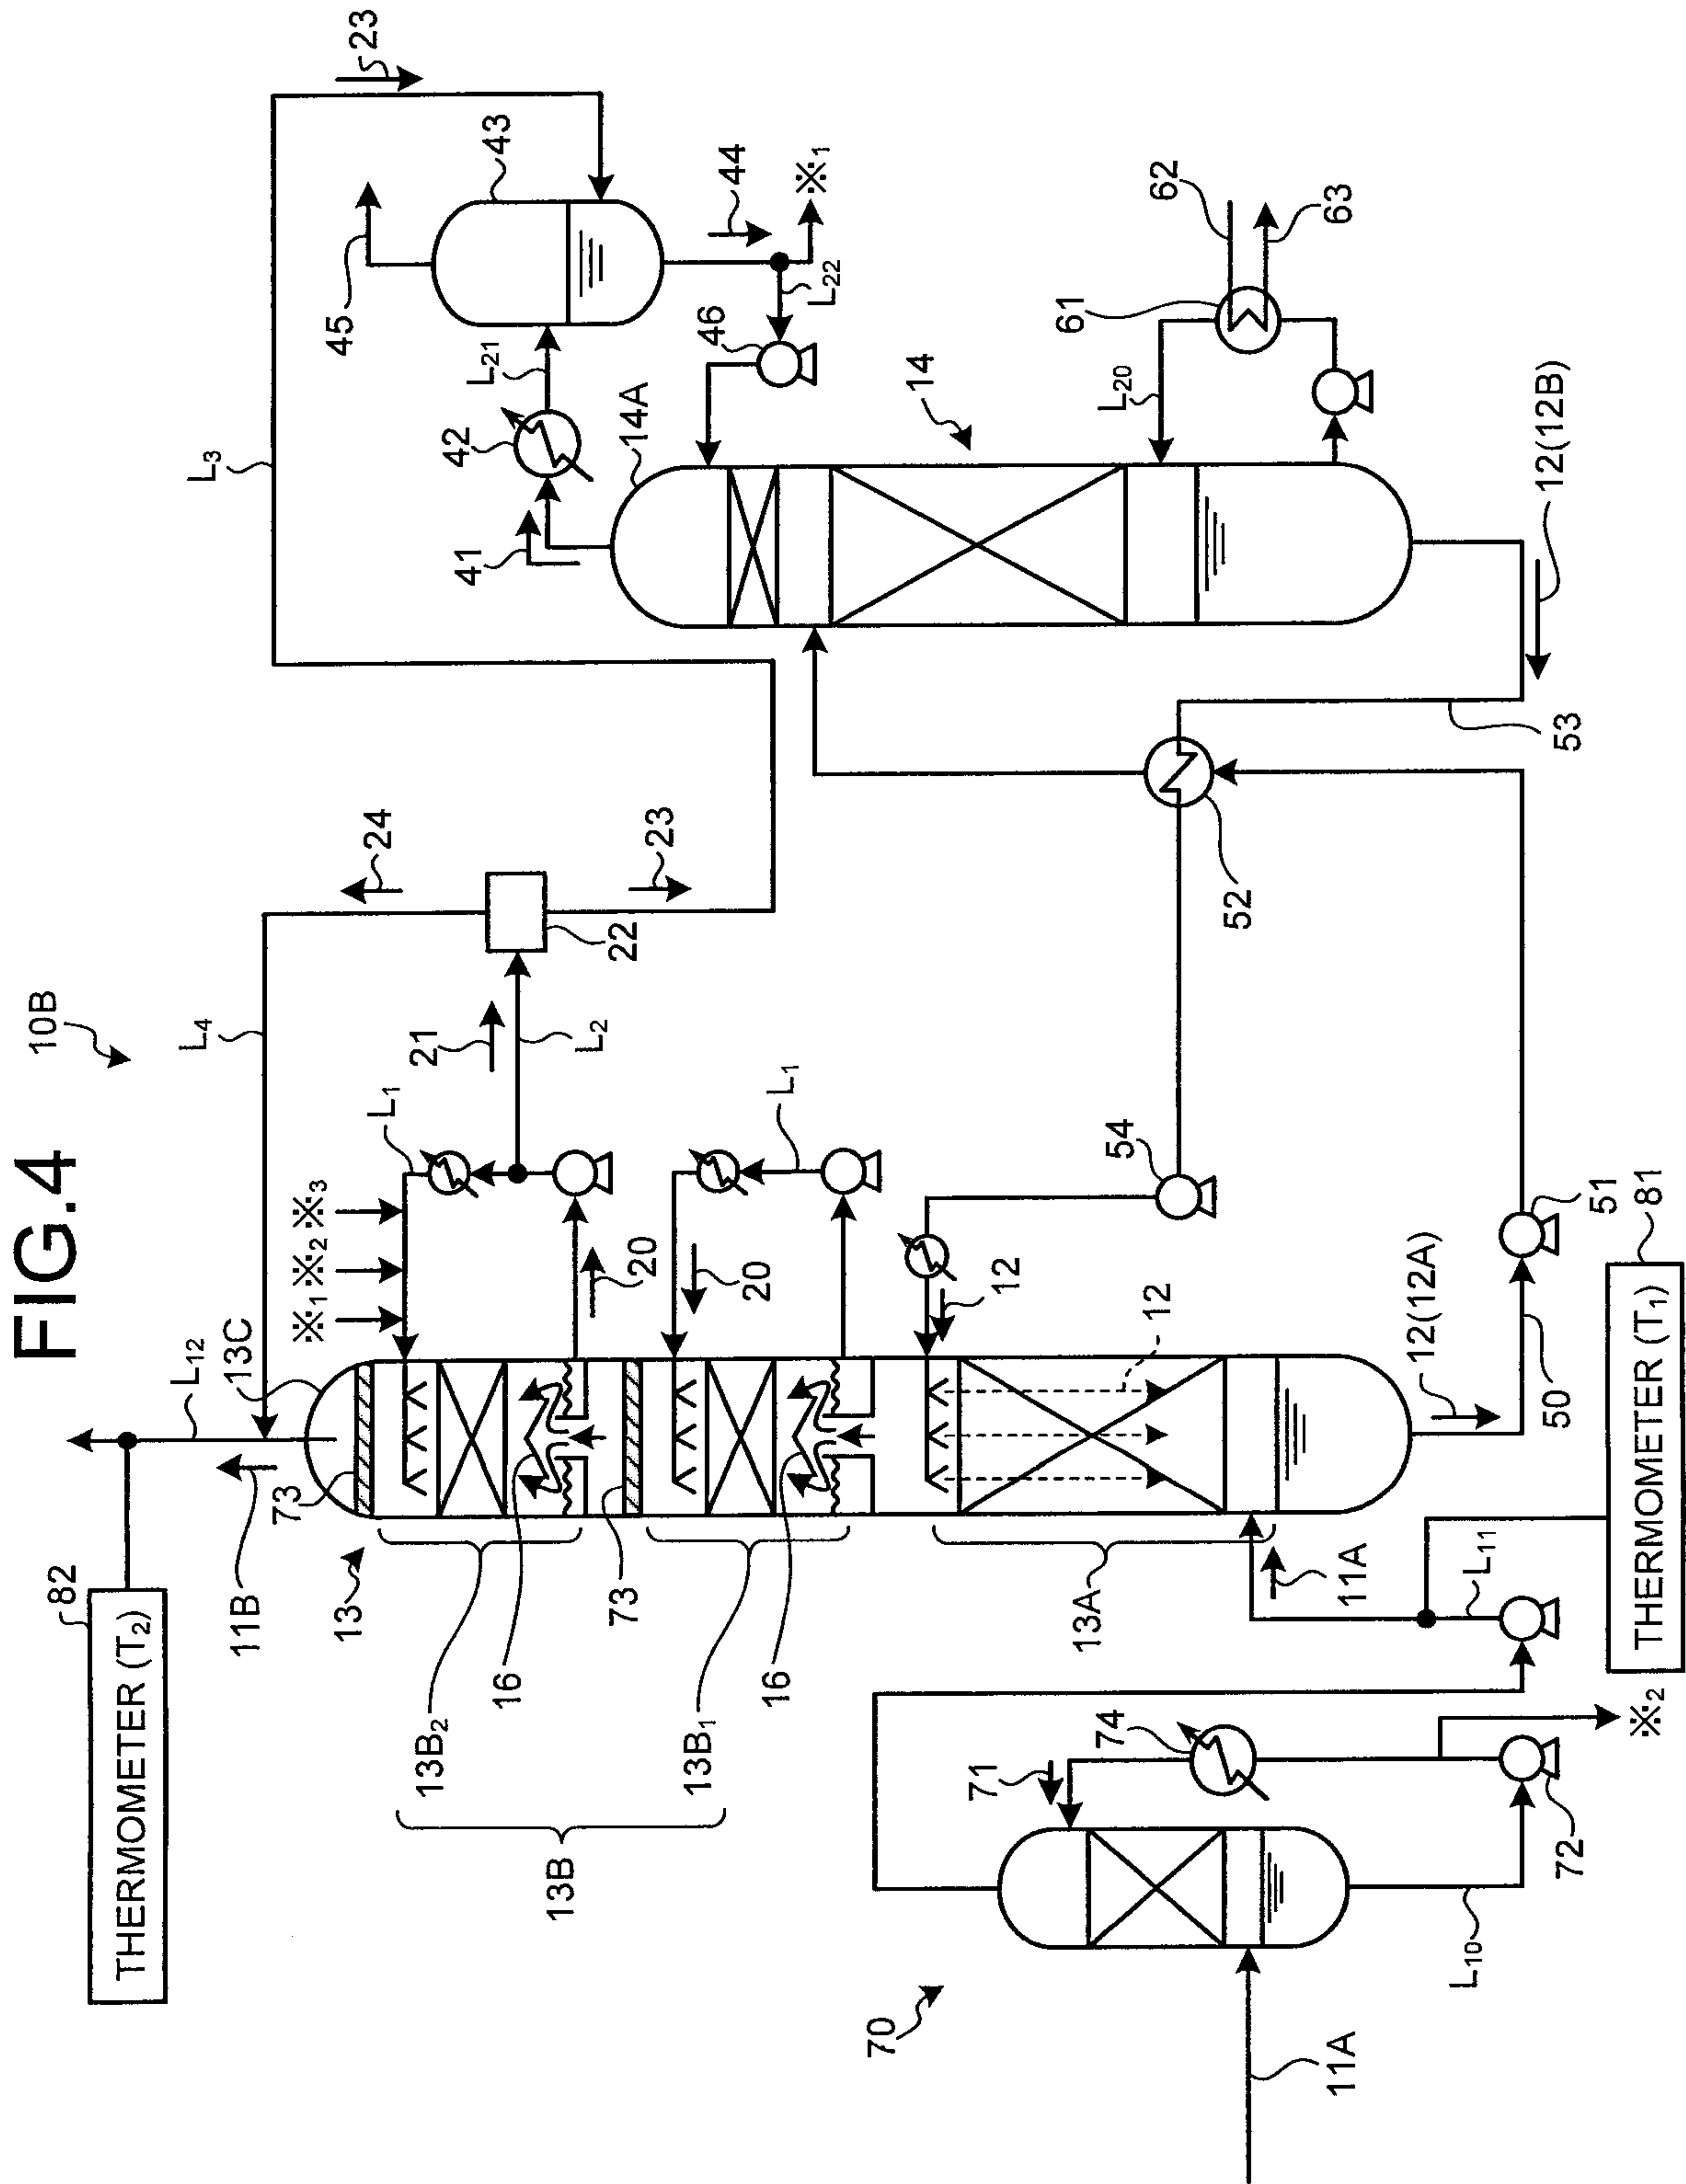 FIG.4
10B
THERMOMETER (T2)
82
L12
13C
※1
※2
※3
L4
L3
23
11B
73
24
45
43
13
L1
21
L2
22
23
41
42
L21
14A
44
※1
L22
46
16
20
13B2
13B
73
L1
20
16
13B1
14
L20
61
62
63
12
54
52
53
12(12B)
12
13A
11A
12(12A)
50
51
L11
THERMOMETER (T1)
81
70
71
74
72
※2
L10
11A